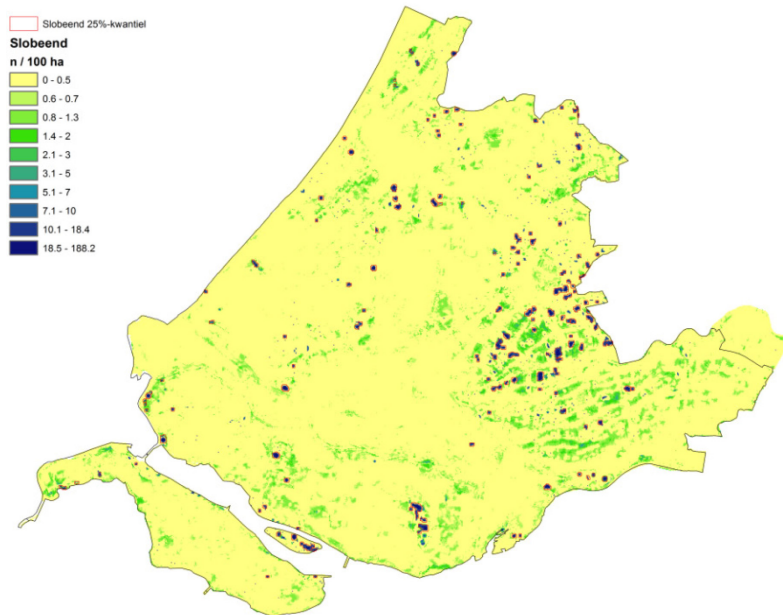 Slobeend 25%-kwantiel
Slobeend
n / 100 ha
0 - 0.5
0.6 - 0.7
0.8 - 1.3
1.4 - 2
2.1 - 3
3.1 - 5
5.1 - 7
7.1 - 10
10.1 - 18.4
18.5 - 188.2